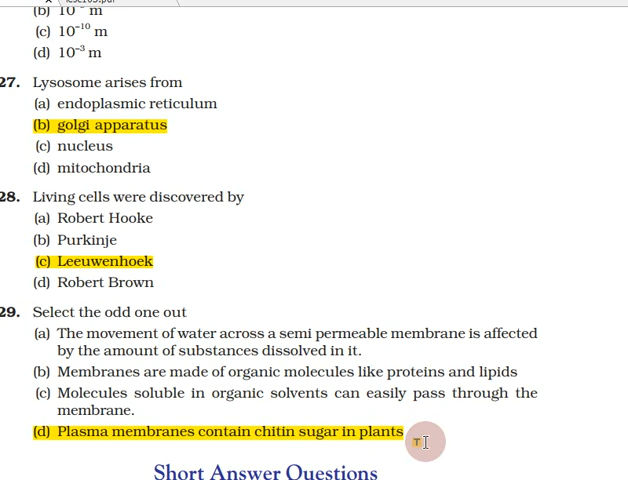 (b) 10 m
(c) 10⁻¹⁰ m
(d) 10⁻³ m
27. Lysosome arises from
(a) endoplasmic reticulum
(b) golgi apparatus
(c) nucleus
(d) mitochondria
28. Living cells were discovered by
(a) Robert Hooke
(b) Purkinje
(c) Leeuwenhoek
(d) Robert Brown
29. Select the odd one out
(a) The movement of water across a semi permeable membrane is affected
by the amount of substances dissolved in it.
(b) Membranes are made of organic molecules like proteins and lipids
(c) Molecules soluble in organic solvents can easily pass through the
membrane.
(d) Plasma membranes contain chitin sugar in plants
T
Short Answer Questions